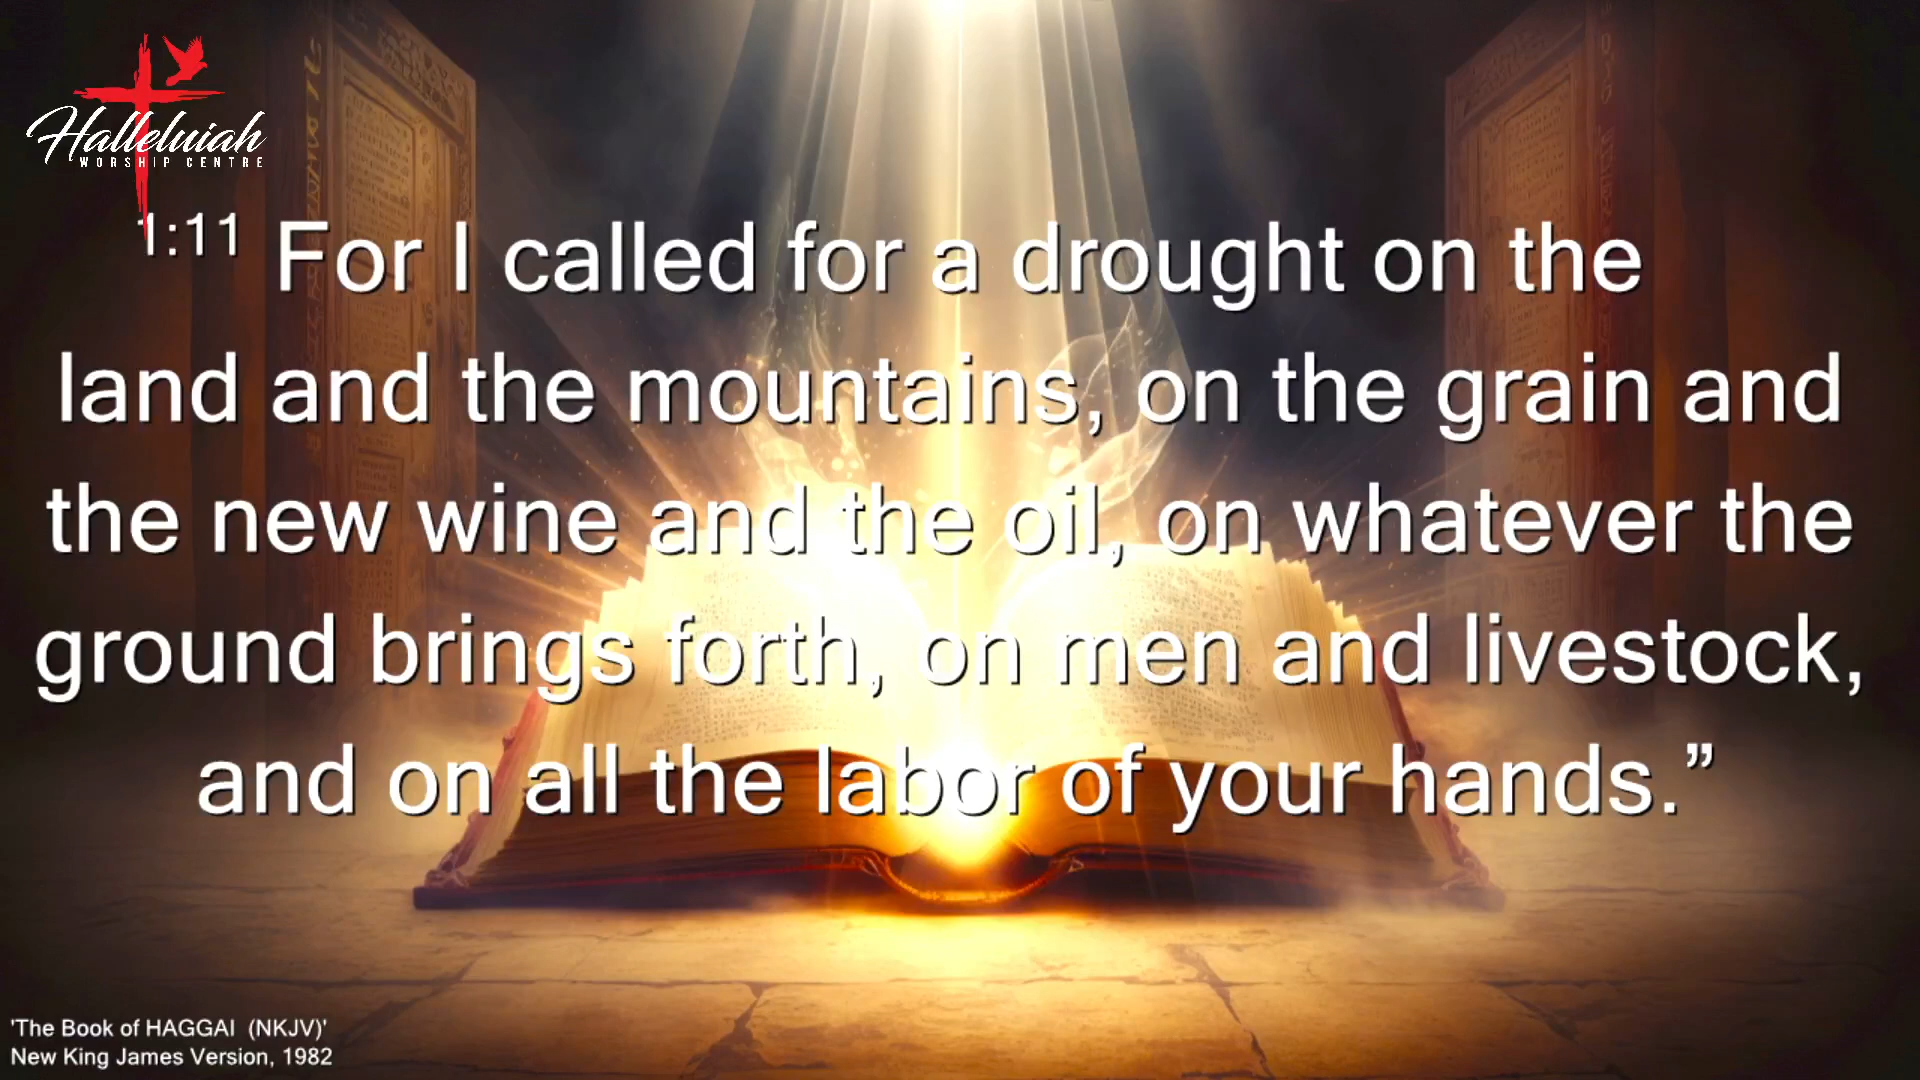 Halleluiah
WORSHIP CENTRE
1:11 For I called for a drought on the
land and the mountains, on the grain and
the new wine and the oil, on whatever the
ground brings forth, on men and livestock,
and on all the labor of your hands.”
'The Book of HAGGAI (NKJV)'
New King James Version, 1982